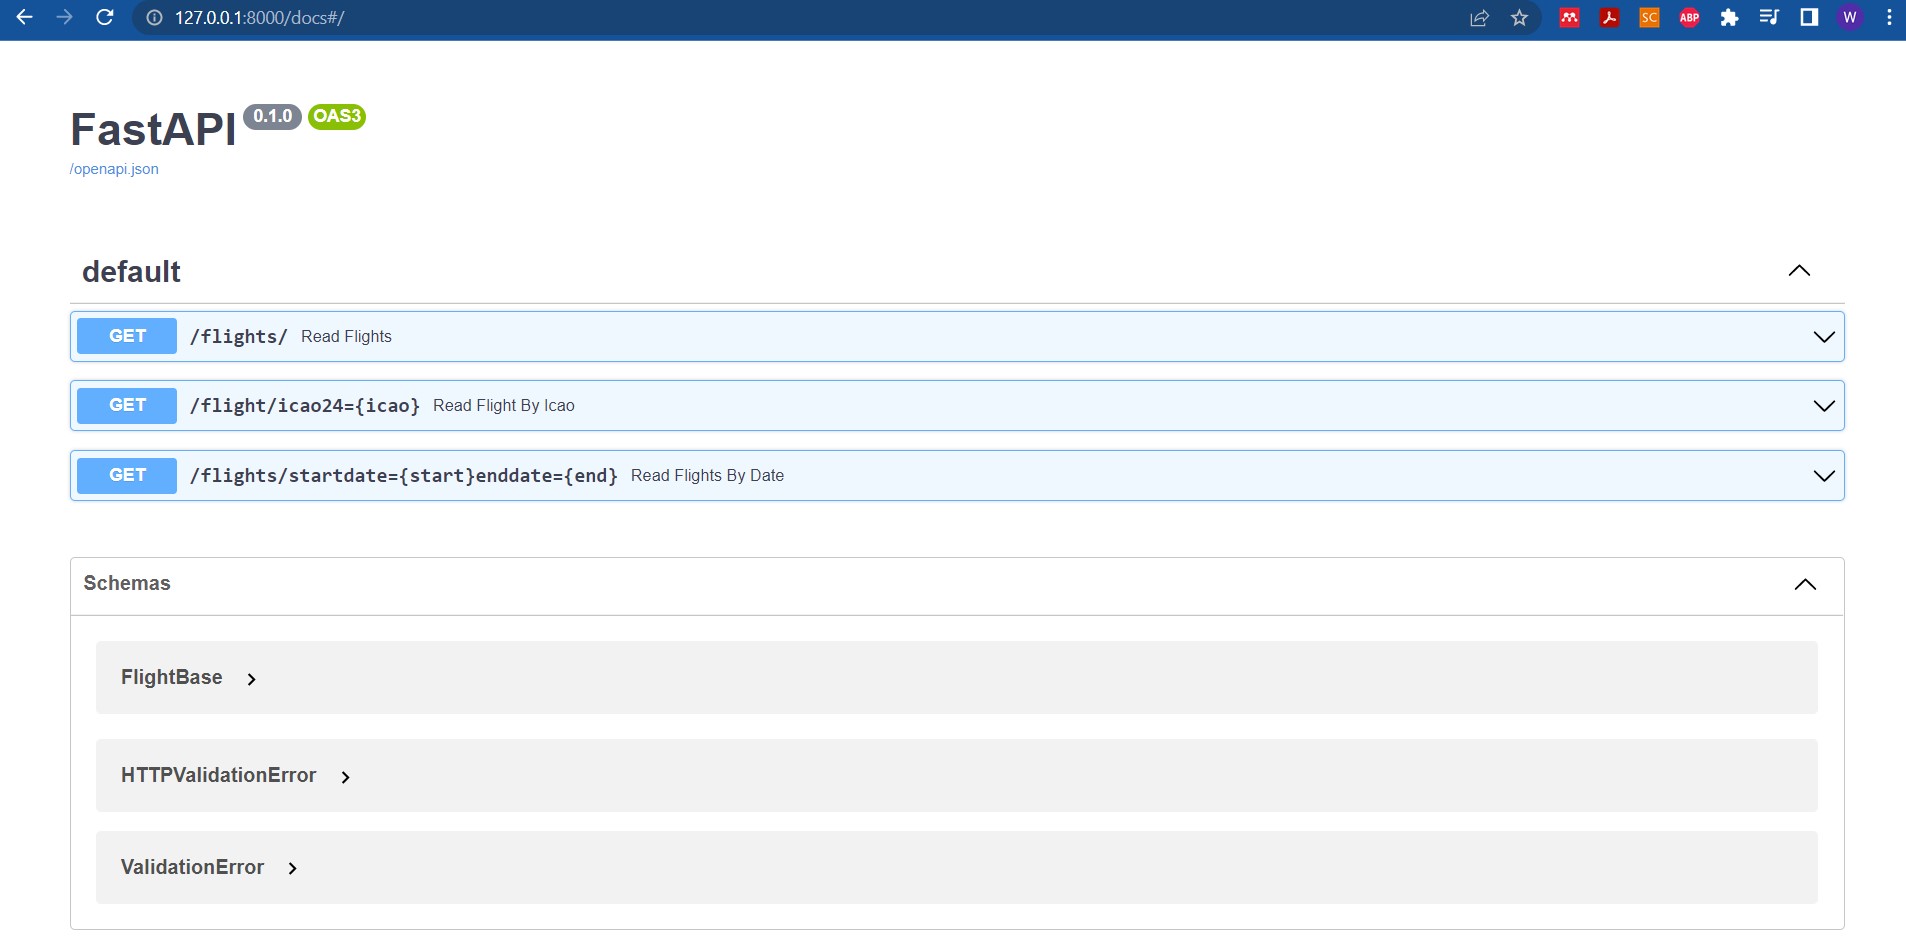 127.0.0.1:8000/docs#/
SC
ABP
W
FastAPI 0.1.0 OAS3
/openapi.json
default
GET /flights/ Read Flights
GET /flight/icao24={icao} Read Flight By Icao
GET /flights/startdate={start}enddate={end} Read Flights By Date
Schemas
FlightBase
HTTPValidationError
ValidationError